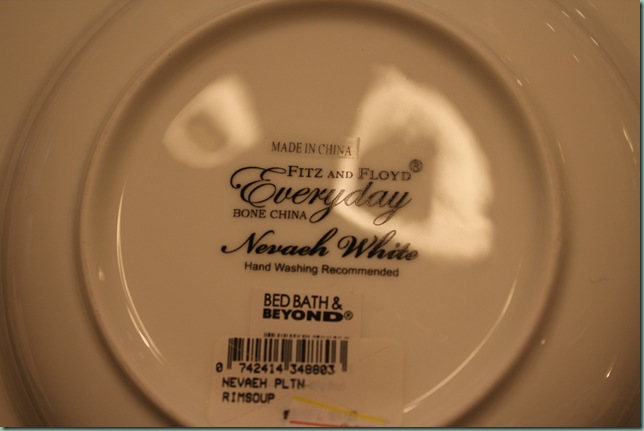 MADE IN CHINA
FITZ AND FLOYD®
Everyday
BONE CHINA
Nevaeh White
Hand Washing Recommended
BED BATH &
BEYOND®
0 742414 348803
NEVAEH PLTN
RIMSOUP